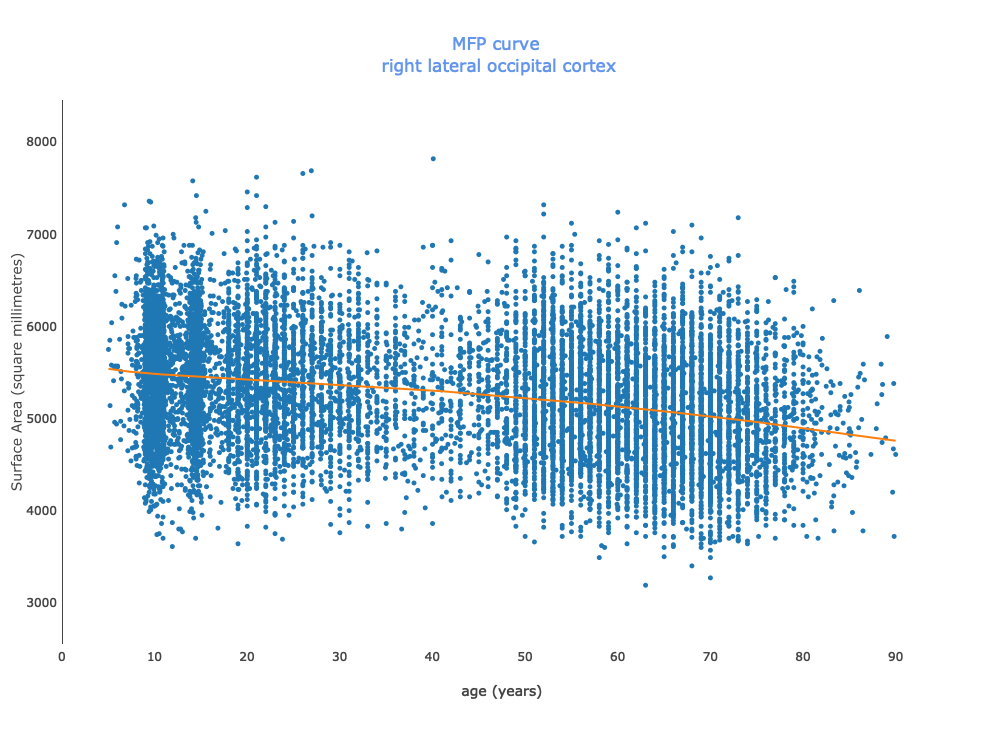 MFP curve
right lateral occipital cortex
Surface Area (square millimetres)
8000
7000
6000
5000
4000
3000
0 10 20 30 40 50 60 70 80 90
age (years)